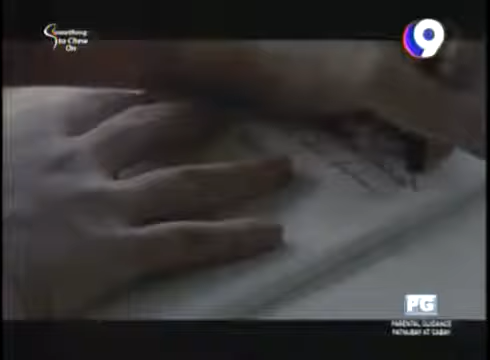 Something
to Chew
On
9
PG
PARENTAL GUIDANCE
PATNUBAY AT GABAY